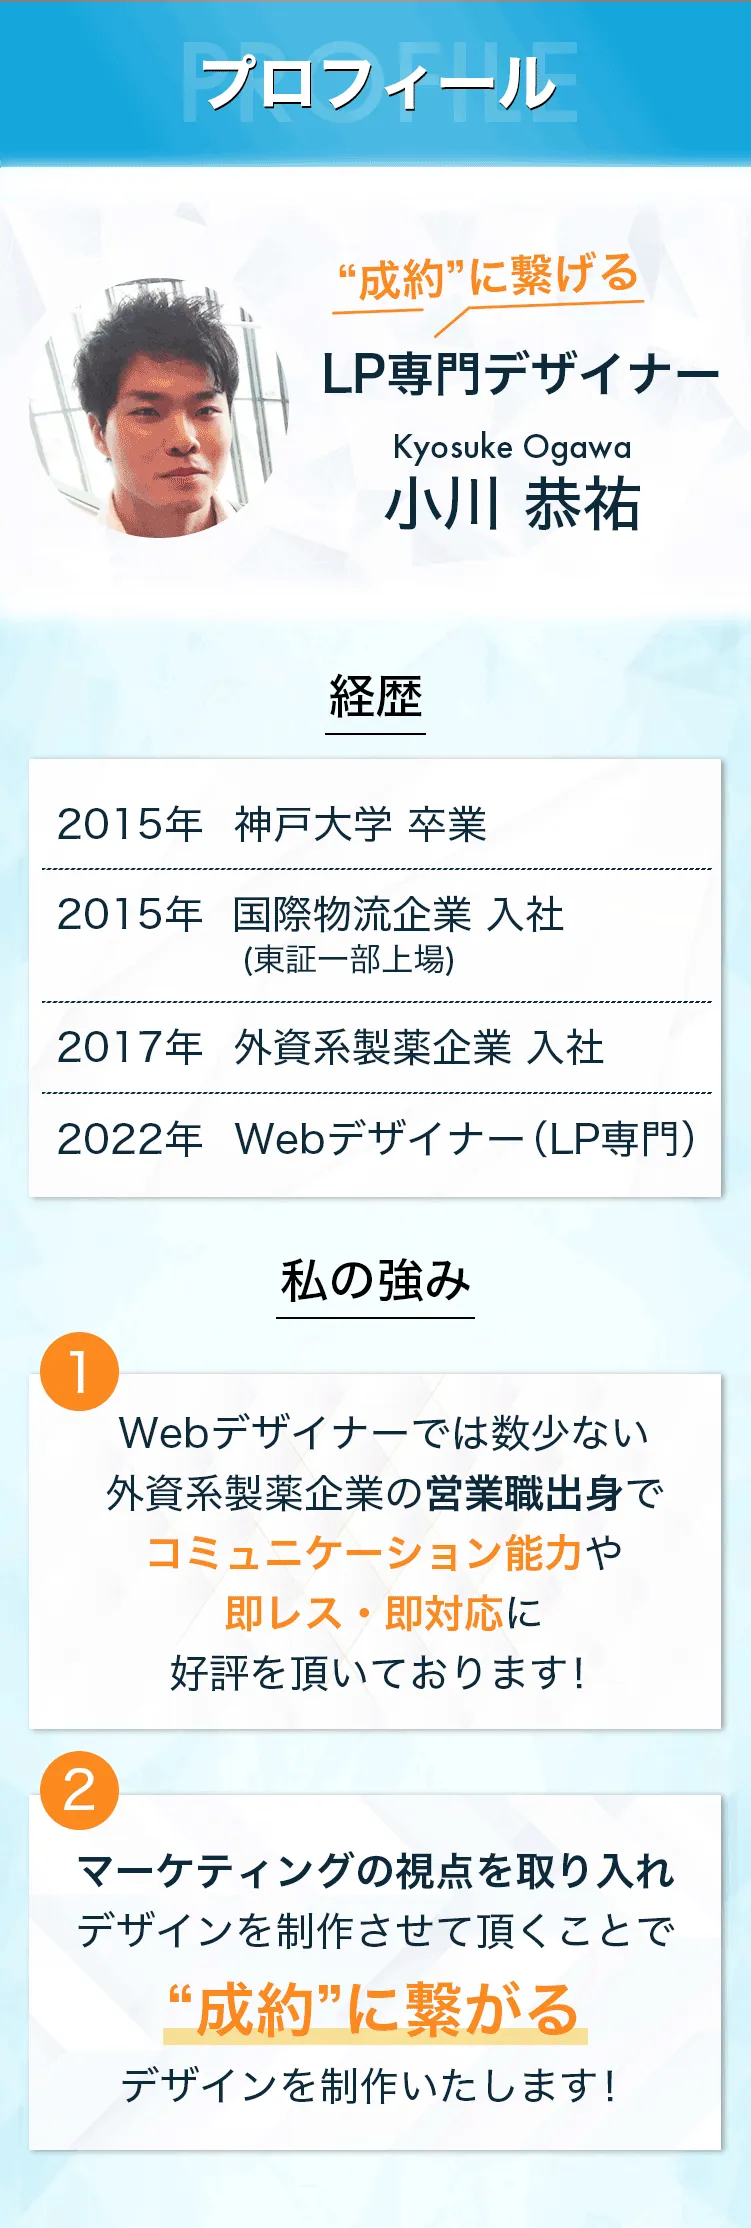 PROFILE
プロフィール
“成約”に繋げる
LP専門デザイナー
Kyosuke Ogawa
小川 恭祐
経歴
2015年 神戸大学 卒業
2015年 国際物流企業 入社
(東証一部上場)
2017年 外資系製薬企業 入社
2022年 Webデザイナー（LP専門）
私の強み
1
Webデザイナーでは数少ない
外資系製薬企業の営業職出身で
コミュニケーション能力や
即レス・即対応に
好評を頂いております！
2
マーケティングの視点を取り入れ
デザインを制作させて頂くことで
“成約”に繋がる
デザインを制作いたします！